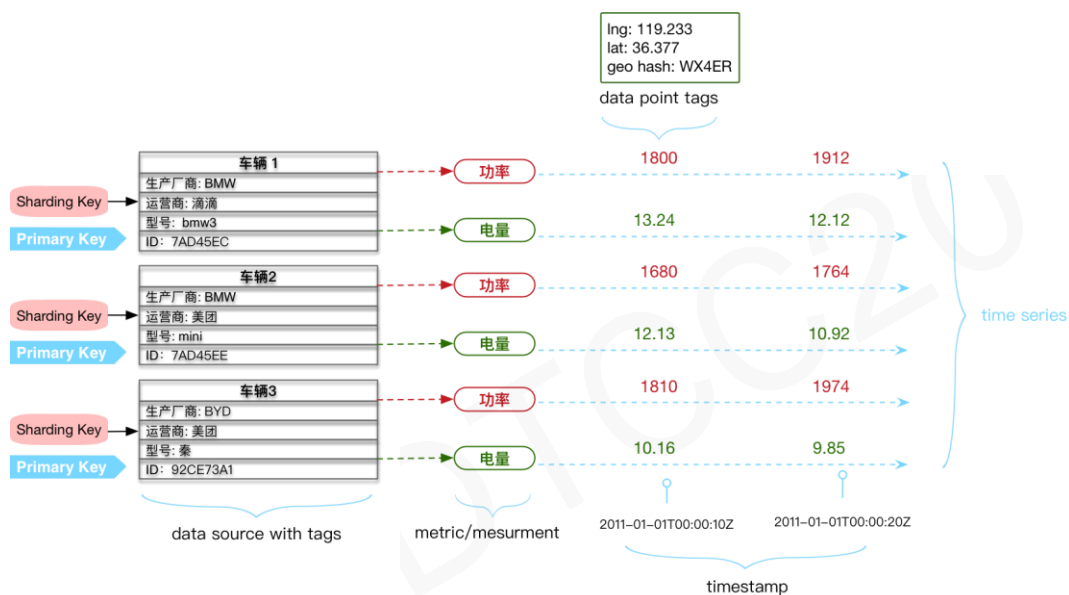 lng: 119.233
lat: 36.377
geo hash: WX4ER
data point tags
车辆 1
生产厂商: BMW
运营商: 滴滴
型号: bmw3
ID: 7AD45EC
Sharding Key
Primary Key
功率
1800
1912
电量
13.24
12.12
车辆2
生产厂商: BMW
运营商: 美团
型号: mini
ID: 7AD45EE
Sharding Key
Primary Key
功率
1680
1764
电量
12.13
10.92
time series
车辆3
生产厂商: BYD
运营商: 美团
型号: 秦
ID: 92CE73A1
Sharding Key
Primary Key
功率
1810
1974
电量
10.16
9.85
data source with tags
metric/mesurment
2011-01-01T00:00:10Z
2011-01-01T00:00:20Z
timestamp
DTCC20